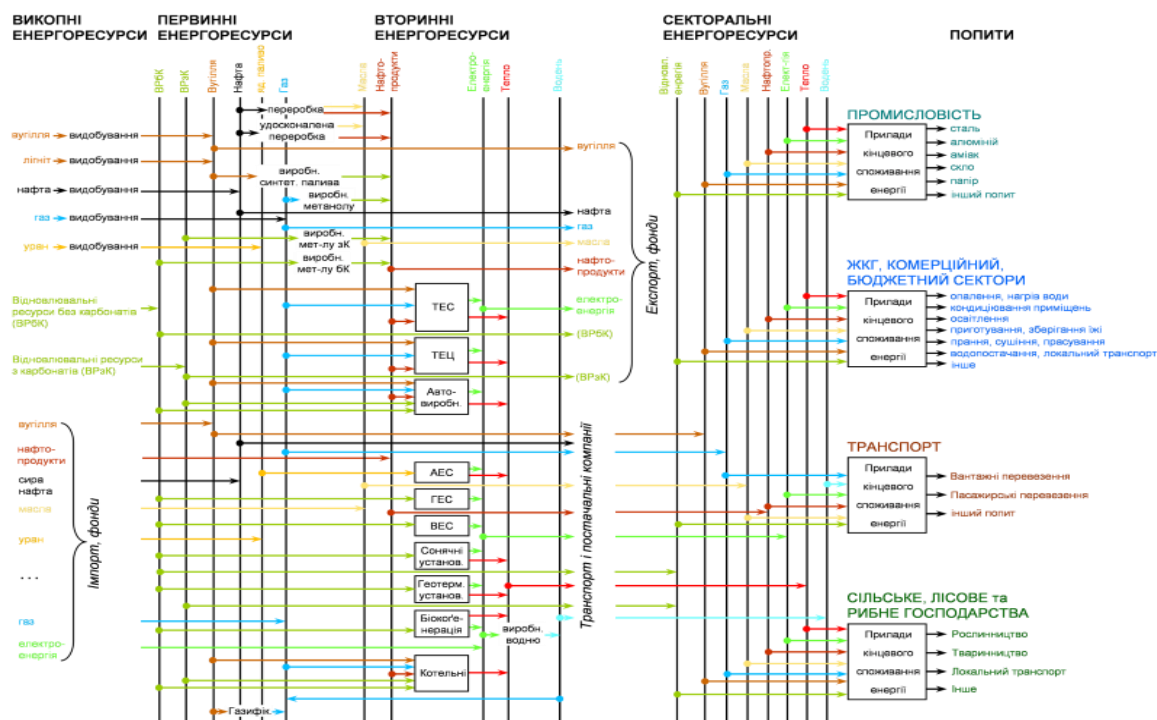 ВИКОПНІ
ЕНЕРГОРЕСУРСИ
ПЕРВИННІ
ЕНЕРГОРЕСУРСИ
ВТОРИННІ
ЕНЕРГОРЕСУРСИ
СЕКТОРАЛЬНІ
ЕНЕРГОРЕСУРСИ
ПОПИТИ
ВРбК
ВРзК
Вугілля
Нафта
яд. паливо
Газ
Масла
Нафто-
продукти
Електро-
енергія
Тепло
Водень
Відновл.
енергія
Вугілля
Газ
Масла
Нафтопр.
Елект-гія
Тепло
Водень
вугілля
видобування
лігніт
видобування
нафта
видобування
газ
видобування
уран
видобування
Відновлювальні
ресурси без карбонатів
(ВРбК)
Відновлювальні ресурси
з карбонатів (ВРзК)
вугілля
нафто-
продукти
сира
нафта
масла
уран
...
газ
електро-
енергія
Імпорт, фонди
переробка
удосконалена
переробка
виробн.
синтет. палива
виробн.
метанолу
виробн.
мет-лу зК
виробн.
мет-лу бК
ТЕС
ТЕЦ
Авто-
виробн.
АЕС
ГЕС
ВЕС
Сонячні
установ.
Геотерм.
установ.
Біокоґе-
нерація
виробн.
водню
Котельні
Газифік.
вугілля
нафта
газ
масла
нафто-
продукти
електро-
енергія
(ВРбК)
(ВРзК)
Експорт, фонди
Транспорт і постачальні компанії
ПРОМИСЛОВІСТЬ
Прилади
кінцевого
споживання
енергії
сталь
алюміній
аміак
скло
папір
інший попит
ЖКГ, КОМЕРЦІЙНИЙ,
БЮДЖЕТНИЙ СЕКТОРИ
Прилади
кінцевого
споживання
енергії
опалення, нагрів води
кондиціювання приміщень
освітлення
приготування, зберігання їжі
прання, сушіння, прасування
водопостачання, локальний транспорт
інше
ТРАНСПОРТ
Прилади
кінцевого
споживання
енергії
Вантажні перевезення
Пасажирські перевезення
інший попит
СІЛЬСЬКЕ, ЛІСОВЕ та
РИБНЕ ГОСПОДАРСТВА
Прилади
кінцевого
споживання
енергії
Рослинництво
Тваринництво
Локальний транспорт
Інше